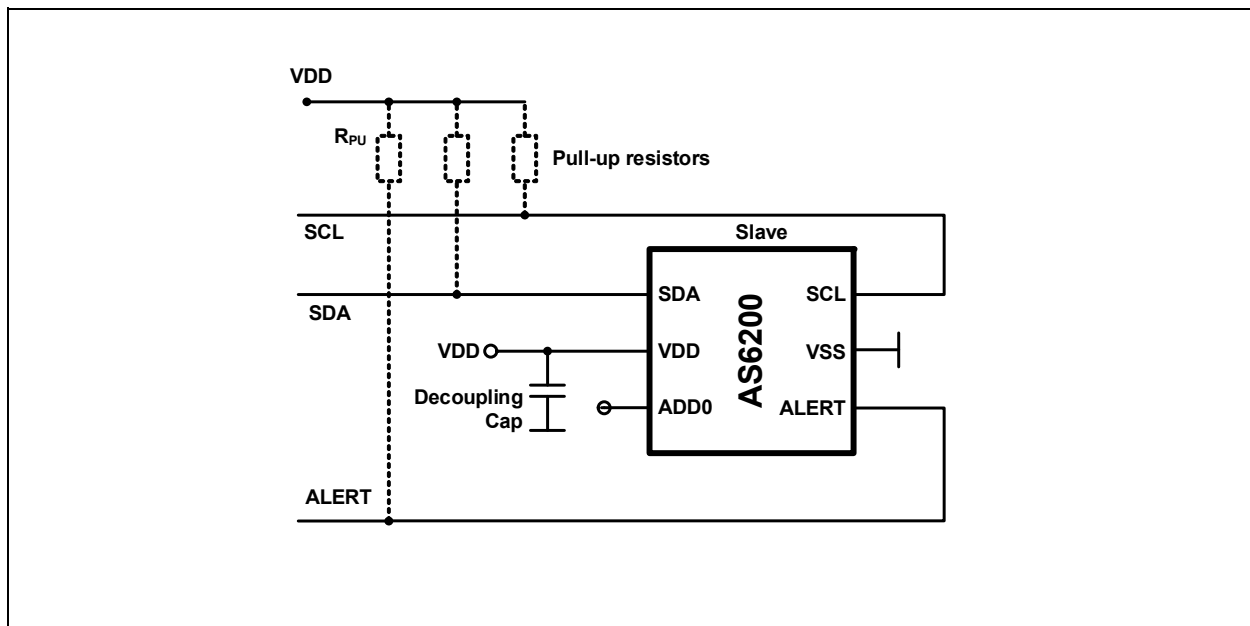 VDD
RPU
Pull-up resistors
SCL
Slave
SDA
SDA
SCL
VDD
VDD
VSS
AS6200
Decoupling
Cap
ADD0
ALERT
ALERT